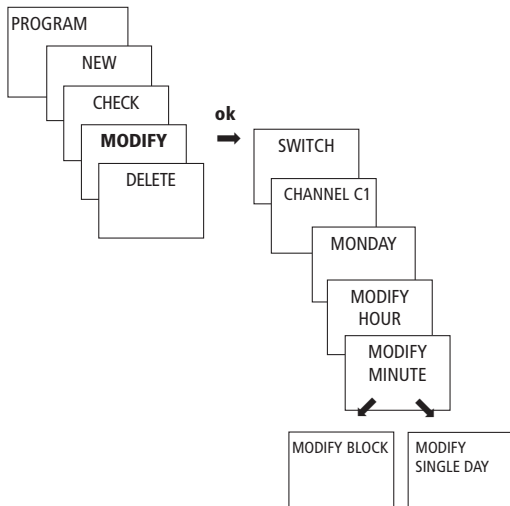 PROGRAM
NEW
CHECK
MODIFY
DELETE
ok
SWITCH
CHANNEL C1
MONDAY
MODIFY
HOUR
MODIFY
MINUTE
MODIFY BLOCK
MODIFY
SINGLE DAY